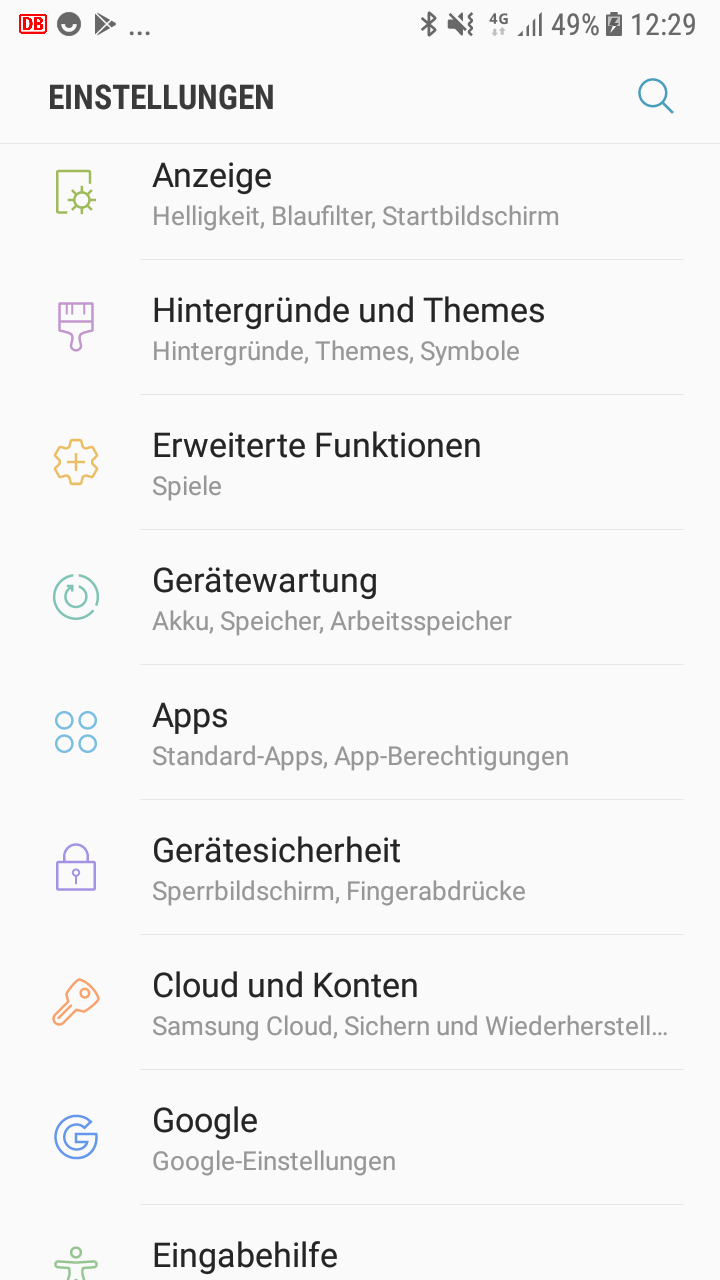 DB ... 4G 49% 12:29
EINSTELLUNGEN
Anzeige
Helligkeit, Blaufilter, Startbildschirm
Hintergründe und Themes
Hintergründe, Themes, Symbole
Erweiterte Funktionen
Spiele
Gerätewartung
Akku, Speicher, Arbeitsspeicher
Apps
Standard-Apps, App-Berechtigungen
Gerätesicherheit
Sperrbildschirm, Fingerabdrücke
Cloud und Konten
Samsung Cloud, Sichern und Wiederherstell...
Google
Google-Einstellungen
Eingabehilfe